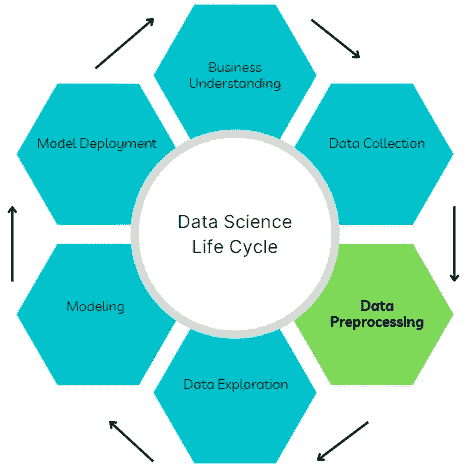 Business
Understanding
Model Deployment
Data Collection
Data Science
Life Cycle
Modeling
Data
Preprocessing
Data Exploration